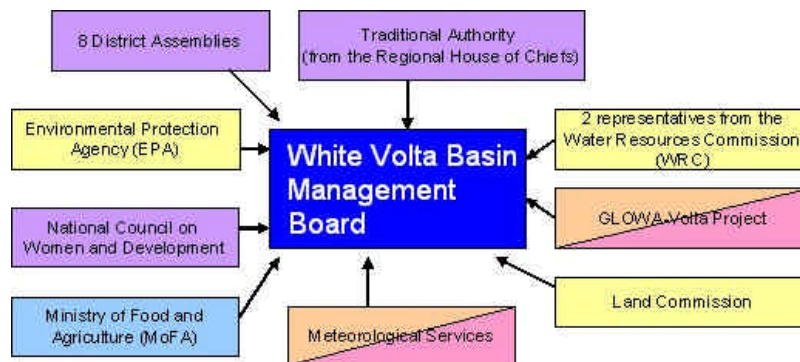 8 District Assemblies
Traditional Authority
(from the Regional House of Chiefs)
Environmental Protection
Agency (EPA)
White Volta Basin
Management
Board
2 representatives from the
Water Resources Commission
(WRC)
National Council on
Women and Development
GLOWA-Volta Project
Ministry of Food and
Agriculture (MoFA)
Meteorological Services
Land Commission